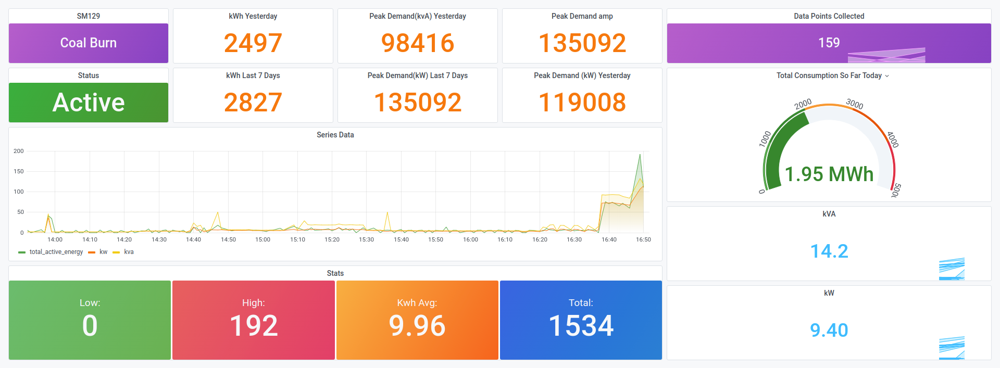 SM129
Coal Burn
kWh Yesterday
2497
Peak Demand(kvA) Yesterday
98416
Peak Demand amp
135092
Data Points Collected
159
Status
Active
kWh Last 7 Days
2827
Peak Demand(kW) Last 7 Days
135092
Peak Demand (kW) Yesterday
119008
Total Consumption So Far Today
0
1000
2000
3000
4000
500
1.95 MWh
Series Data
200
150
100
50
0
14:00 14:10 14:20 14:30 14:40 14:50 15:00 15:10 15:20 15:30 15:40 15:50 16:00 16:10 16:20 16:30 16:40 16:50
total_active_energy kw kva
kVA
14.2
Stats
Low:
0
High:
192
Kwh Avg:
9.96
Total:
1534
kW
9.40